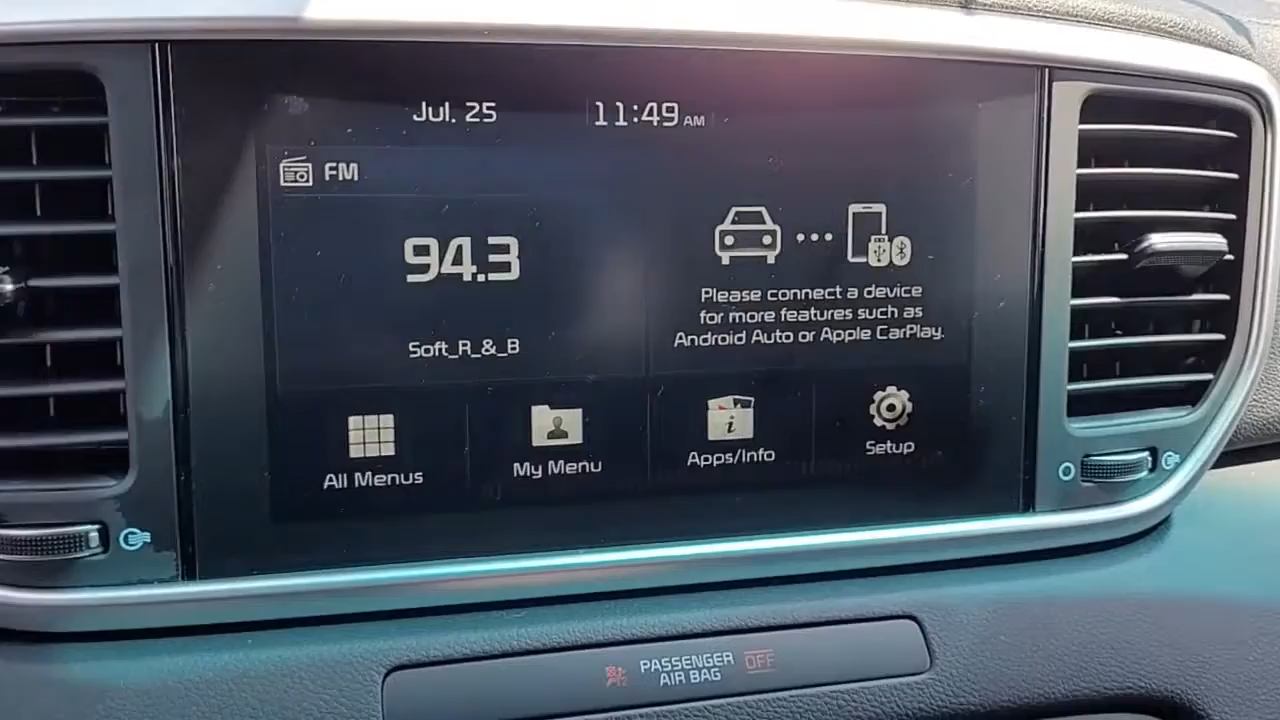 Jul. 25
11:49 AM
FM
94.3
Soft_R_&_B
Please connect a device
for more features such as
Android Auto or Apple CarPlay.
All Menus
My Menu
Apps/Info
Setup
PASSENGER
AIR BAG
OFF